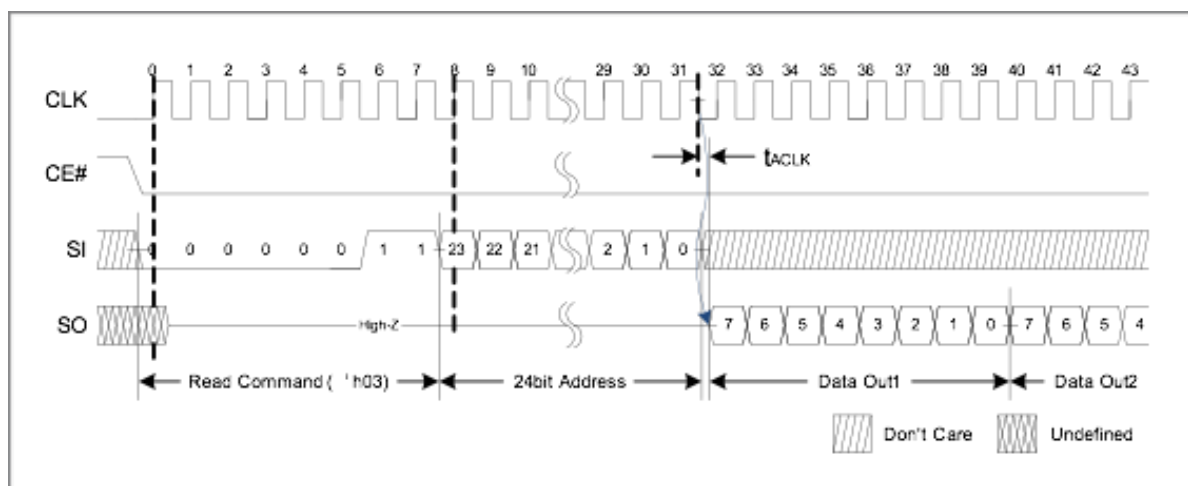 0 1 2 3 4 5 6 7 8 9 10 29 30 31 32 33 34 35 36 37 38 39 40 41 42 43
CLK
CE# tACLK
SI 0 0 0 0 0 0 1 1 23 22 21 2 1 0
SO High-Z 7 6 5 4 3 2 1 0 7 6 5 4
Read Command ( 'h03) 24bit Address Data Out1 Data Out2
Don't Care Undefined